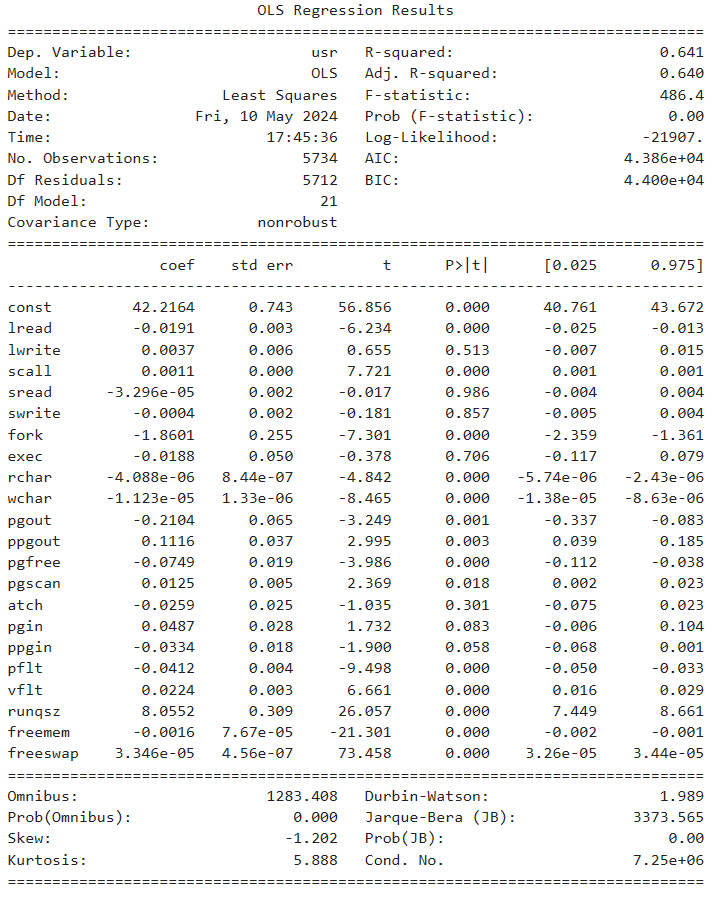 OLS Regression Results
==============================================================================
Dep. Variable:                    usr   R-squared:                       0.641
Model:                            OLS   Adj. R-squared:                  0.640
Method:                 Least Squares   F-statistic:                     486.4
Date:                Fri, 10 May 2024   Prob (F-statistic):               0.00
Time:                        17:45:36   Log-Likelihood:                -21907.
No. Observations:                5734   AIC:                         4.386e+04
Df Residuals:                    5712   BIC:                         4.400e+04
Df Model:                          21
Covariance Type:            nonrobust
==============================================================================
                 coef    std err          t      P>|t|      [0.025      0.975]
------------------------------------------------------------------------------
const         42.2164      0.743     56.856      0.000      40.761      43.672
lread         -0.0191      0.003     -6.234      0.000      -0.025      -0.013
lwrite         0.0037      0.006      0.655      0.513      -0.007       0.015
scall          0.0011      0.000      7.721      0.000       0.001       0.001
sread      -3.296e-05      0.002     -0.017      0.986      -0.004       0.004
swrite        -0.0004      0.002     -0.181      0.857      -0.005       0.004
fork          -1.8601      0.255     -7.301      0.000      -2.359      -1.361
exec          -0.0188      0.050     -0.378      0.706      -0.117       0.079
rchar      -4.088e-06   8.44e-07     -4.842      0.000   -5.74e-06   -2.43e-06
wchar      -1.123e-05   1.33e-06     -8.465      0.000   -1.38e-05   -8.63e-06
pgout         -0.2104      0.065     -3.249      0.001      -0.337      -0.083
ppgout         0.1116      0.037      2.995      0.003       0.039       0.185
pgfree        -0.0749      0.019     -3.986      0.000      -0.112      -0.038
pgscan         0.0125      0.005      2.369      0.018       0.002       0.023
atch          -0.0259      0.025     -1.035      0.301      -0.075       0.023
pgin           0.0487      0.028      1.732      0.083      -0.006       0.104
ppgin         -0.0334      0.018     -1.900      0.058      -0.068       0.001
pflt          -0.0412      0.004     -9.498      0.000      -0.050      -0.033
vflt           0.0224      0.003      6.661      0.000       0.016       0.029
runqsz         8.0552      0.309     26.057      0.000       7.449       8.661
freemem       -0.0016   7.67e-05    -21.301      0.000      -0.002      -0.001
freeswap    3.346e-05   4.56e-07     73.458      0.000    3.26e-05    3.44e-05
==============================================================================
Omnibus:                     1283.408   Durbin-Watson:                   1.989
Prob(Omnibus):                  0.000   Jarque-Bera (JB):             3373.565
Skew:                          -1.202   Prob(JB):                         0.00
Kurtosis:                       5.888   Cond. No.                     7.25e+06
==============================================================================